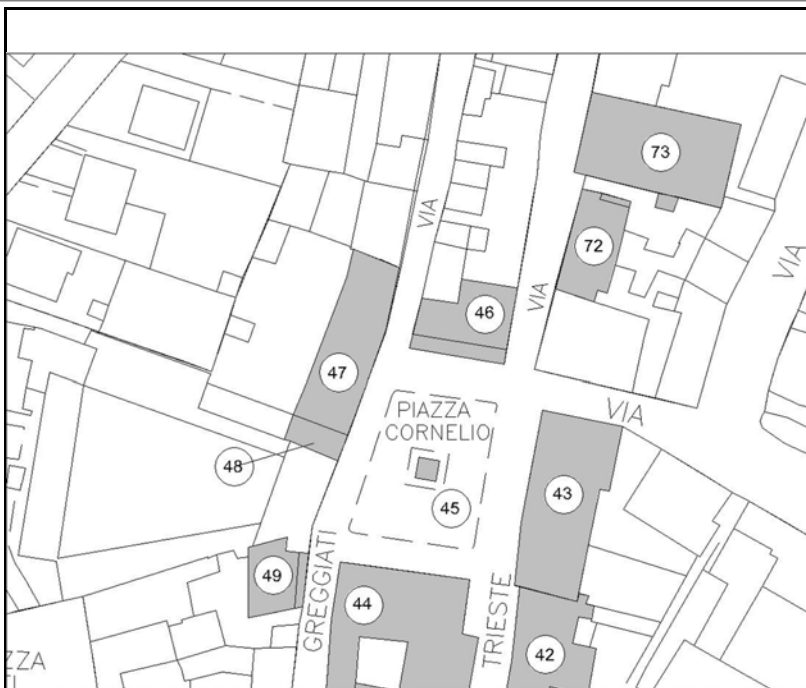 73
VIA
72
VIA
VIA
46
47
PIAZZA
CORNELIO
VIA
48
45
43
49
44
GREGGIATI
TRIESTE
42
ZZA
TI